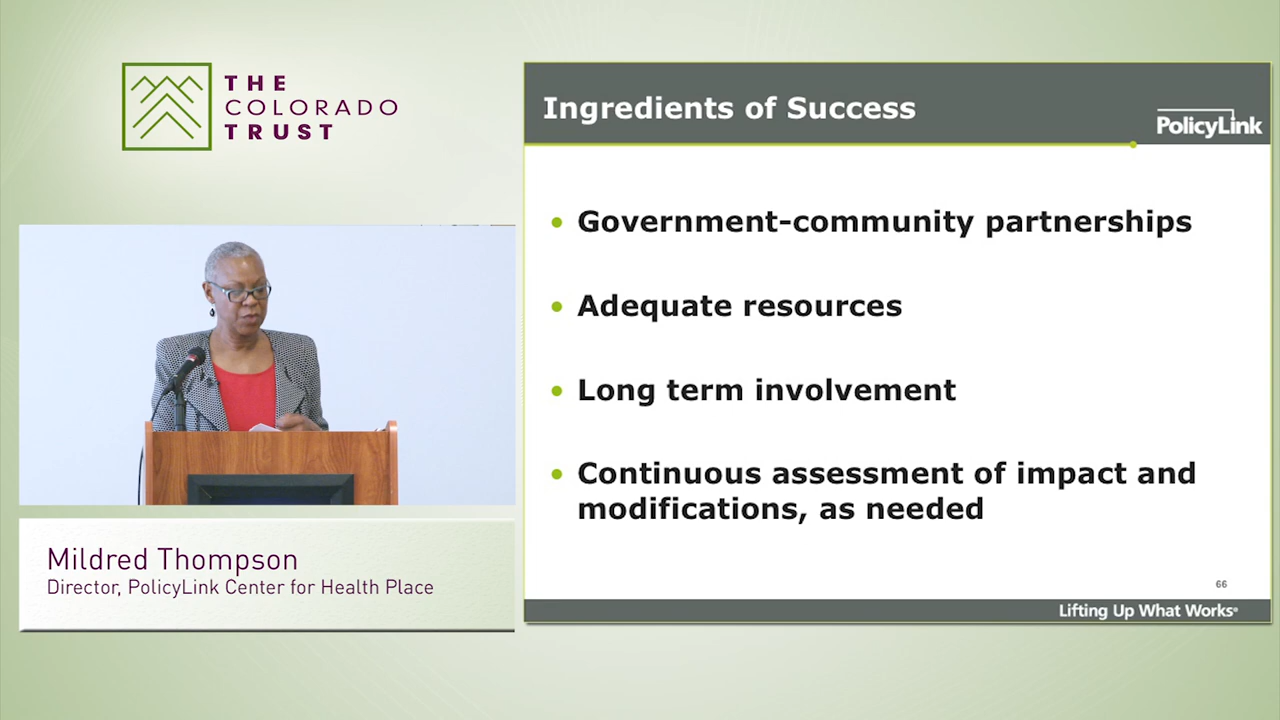 THE
COLORADO
TRUST
Mildred Thompson
Director, PolicyLink Center for Health Place
Ingredients of Success
PolicyLink
• Government-community partnerships
• Adequate resources
• Long term involvement
• Continuous assessment of impact and
modifications, as needed
66
Lifting Up What Works®